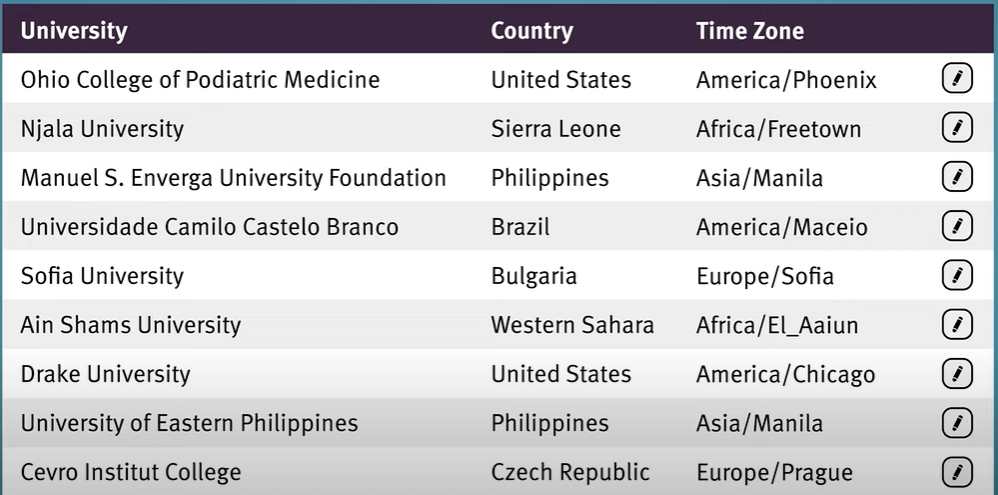 University Country Time Zone
Ohio College of Podiatric Medicine United States America/Phoenix
Njala University Sierra Leone Africa/Freetown
Manuel S. Enverga University Foundation Philippines Asia/Manila
Universidade Camilo Castelo Branco Brazil America/Maceio
Sofia University Bulgaria Europe/Sofia
Ain Shams University Western Sahara Africa/El_Aaiun
Drake University United States America/Chicago
University of Eastern Philippines Philippines Asia/Manila
Cevro Institut College Czech Republic Europe/Prague